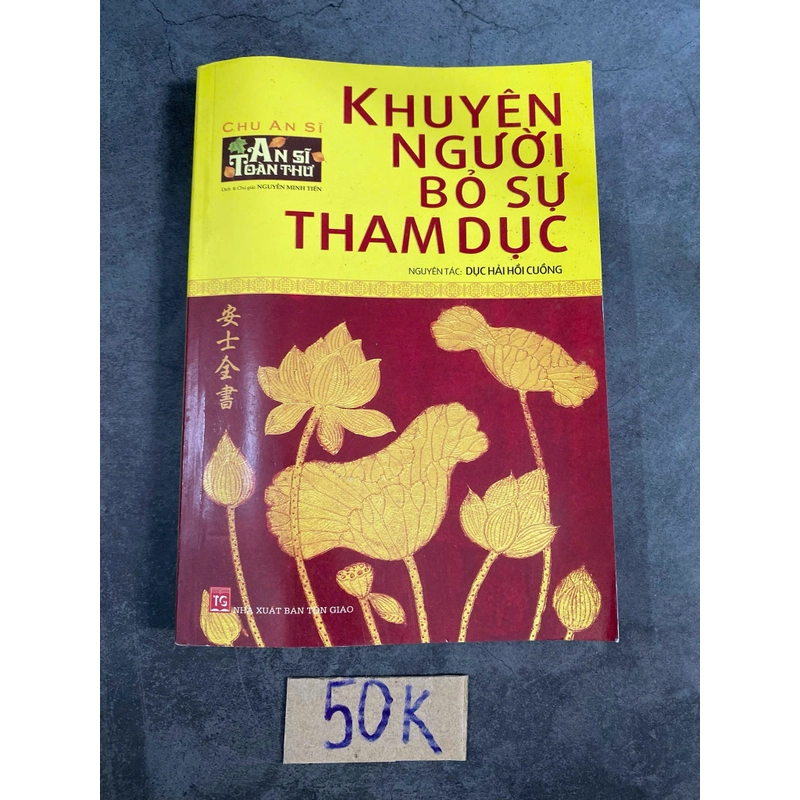 CHU AN SĨ
AN SĨ
TOÀN THƯ
Dịch & Chú giải: NGUYỄN MINH TIẾN
KHUYÊN
NGƯỜI
BỎ SỰ
THAM DỤC
NGUYÊN TÁC: DỤC HẢI HỒI CUỒNG
安士全書
TG
NHÀ XUẤT BẢN TÔN GIÁO
50K